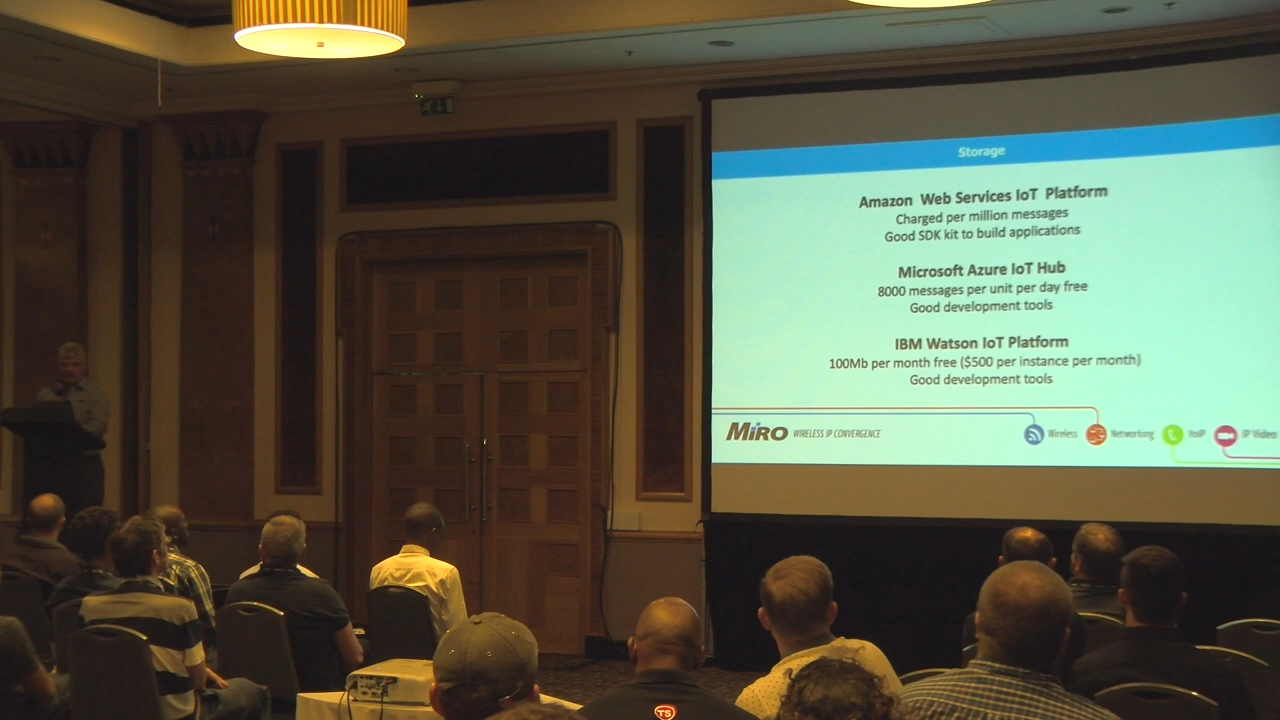 Storage
Amazon Web Services IoT Platform
Charged per million messages
Good SDK kit to build applications
Microsoft Azure IoT Hub
8000 messages per unit per day free
Good development tools
IBM Watson IoT Platform
100Mb per month free ($500 per instance per month)
Good development tools
MiRO WIRELESS IP CONVERGENCE
Wireless
Networking
VoIP
IP Video
TS